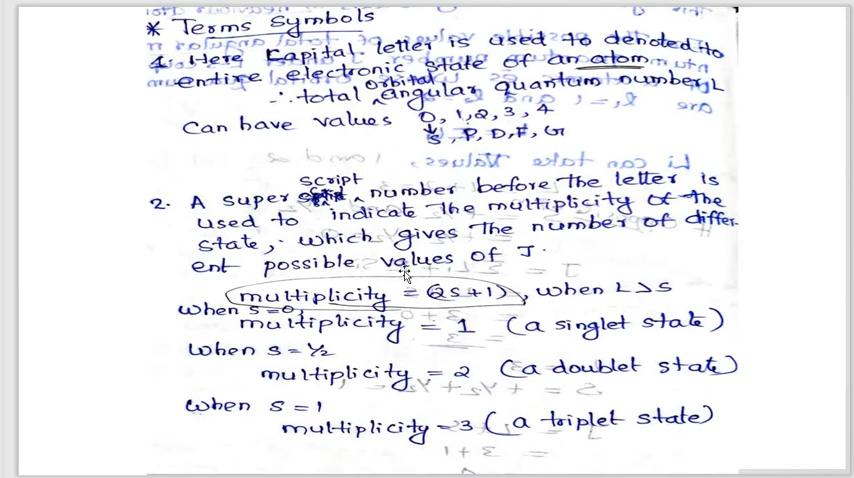 * Terms Symbols
1. Here capital letter is used to denoted to
entire electronic state of an atom
orbital
∴ total ^ angular quantum number L
can have values 0, 1, 2, 3, 4
↓
S, P, D, F, G
script
2. A super ^ number before the letter is
used to indicate the multiplicity of the
state, which gives the number of differ-
ent possible values of J.
multiplicity = (2S+1), when L > S
when s=0,
multiplicity = 1 (a singlet state)
when s = 1/2
multiplicity = 2 (a doublet state)
when s = 1
multiplicity = 3 (a triplet state)